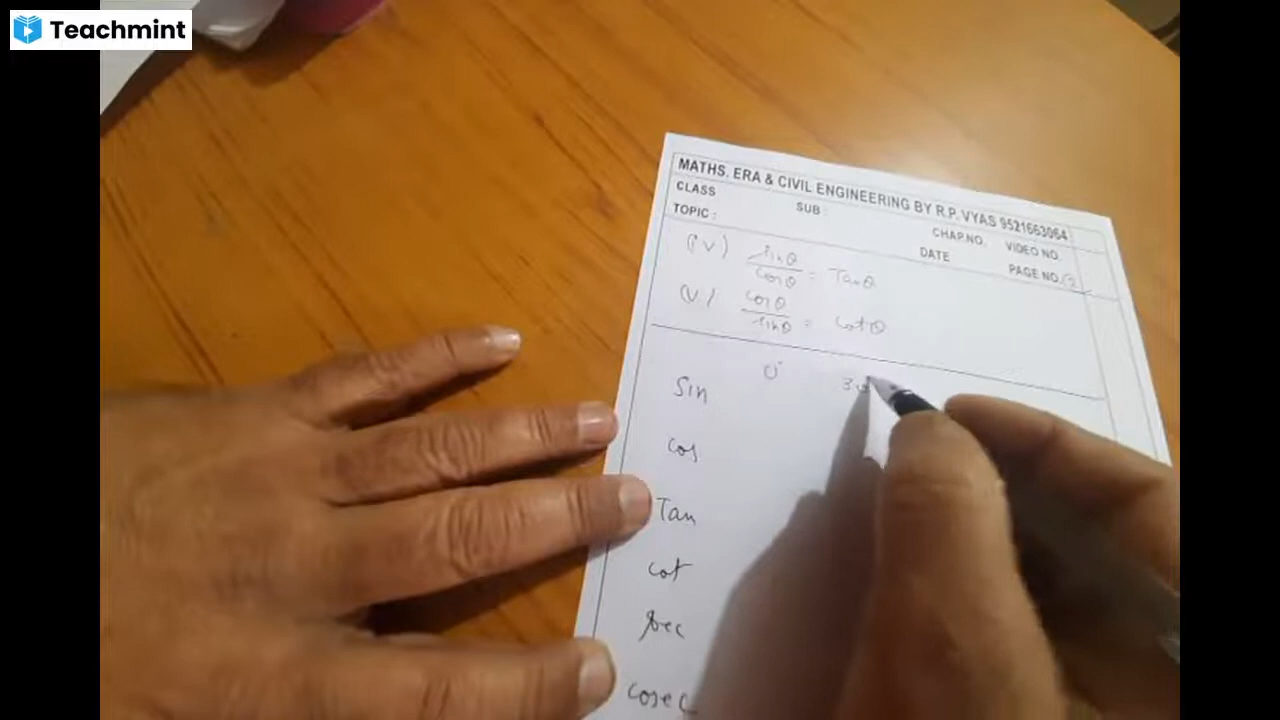 Teachmint
MATHS. ERA & CIVIL ENGINEERING BY R.P. VYAS 9521663064
CLASS SUB : CHAP.NO. VIDEO NO.
TOPIC : DATE PAGE NO.
(iv) sinθ/cosθ = Tanθ
(v) cosθ/sinθ = cotθ
0° 30
Sin
cos
Tan
cot
sec
cosec